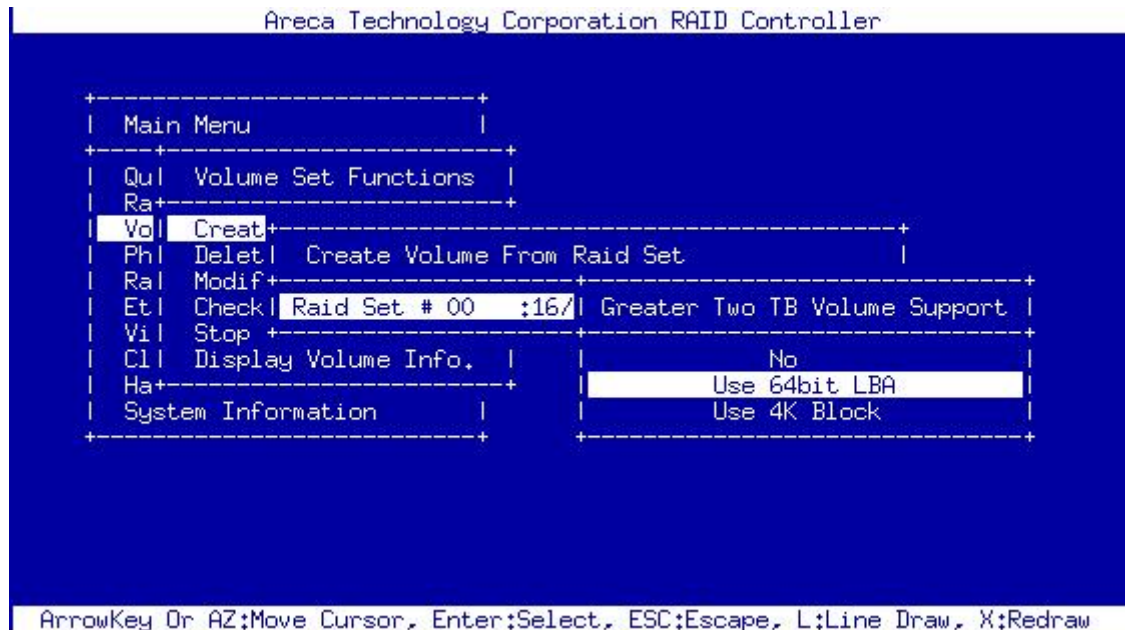 Areca Technology Corporation RAID Controller
Main Menu
Qu Volume Set Functions
Ra
Vo Creat
Ph Delet Create Volume From Raid Set
Ra Modif
Et Check Raid Set # 00 :16/ Greater Two TB Volume Support
Vi Stop
Cl Display Volume Info. No
Ha Use 64bit LBA
System Information Use 4K Block
ArrowKey Or AZ:Move Cursor, Enter:Select, ESC:Escape, L:Line Draw, X:Redraw